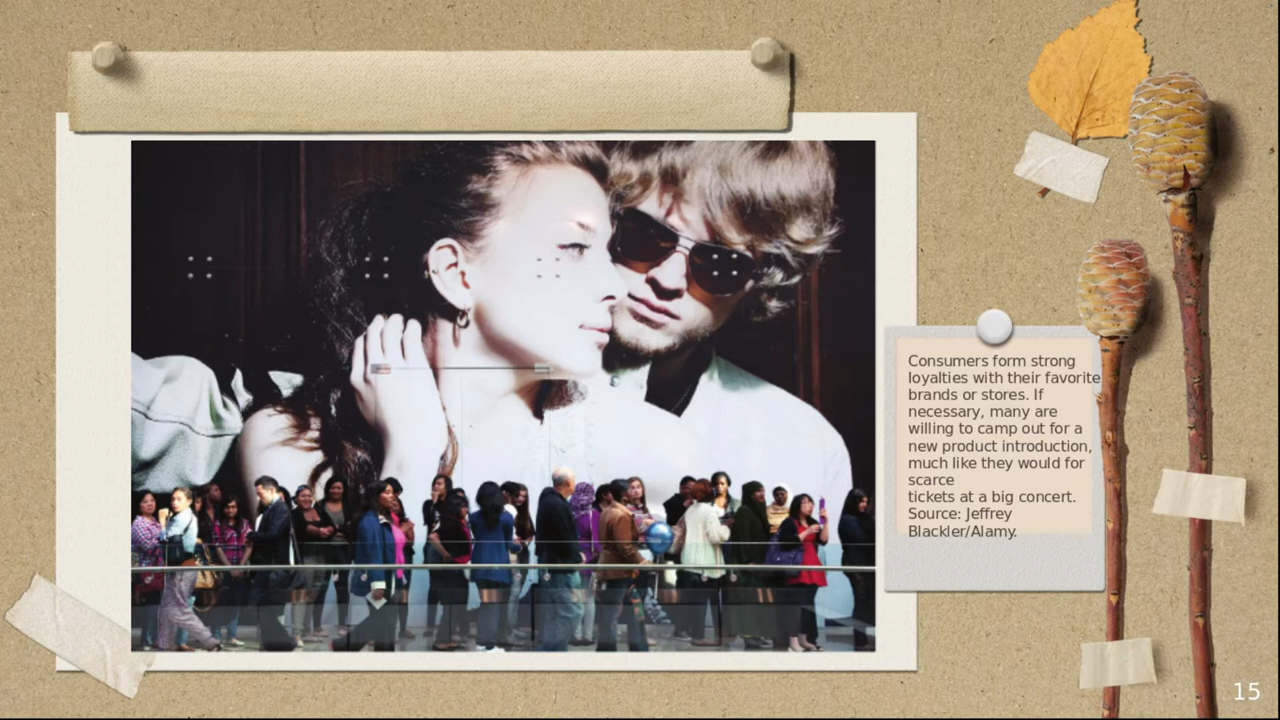 Consumers form strong
loyalties with their favorite
brands or stores. If
necessary, many are
willing to camp out for a
new product introduction,
much like they would for
scarce
tickets at a big concert.
Source: Jeffrey
Blackler/Alamy.
15